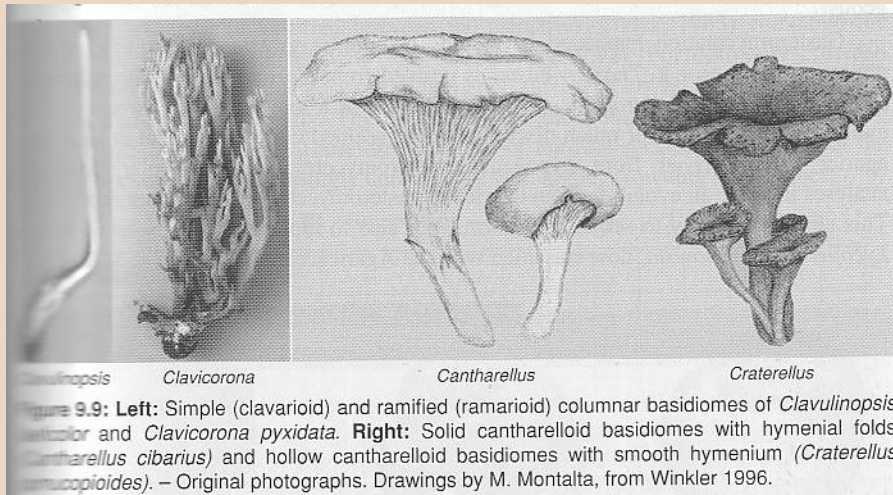 Clavicorona
Cantharellus
Craterellus
Figure 9.9: Left: Simple (clavarioid) and ramified (ramarioid) columnar basidiomes of Clavulinopsis
and Clavicorona pyxidata. Right: Solid cantharelloid basidiomes with hymenial folds
cibarius) and hollow cantharelloid basidiomes with smooth hymenium (Craterellus
– Original photographs. Drawings by M. Montalta, from Winkler 1996.